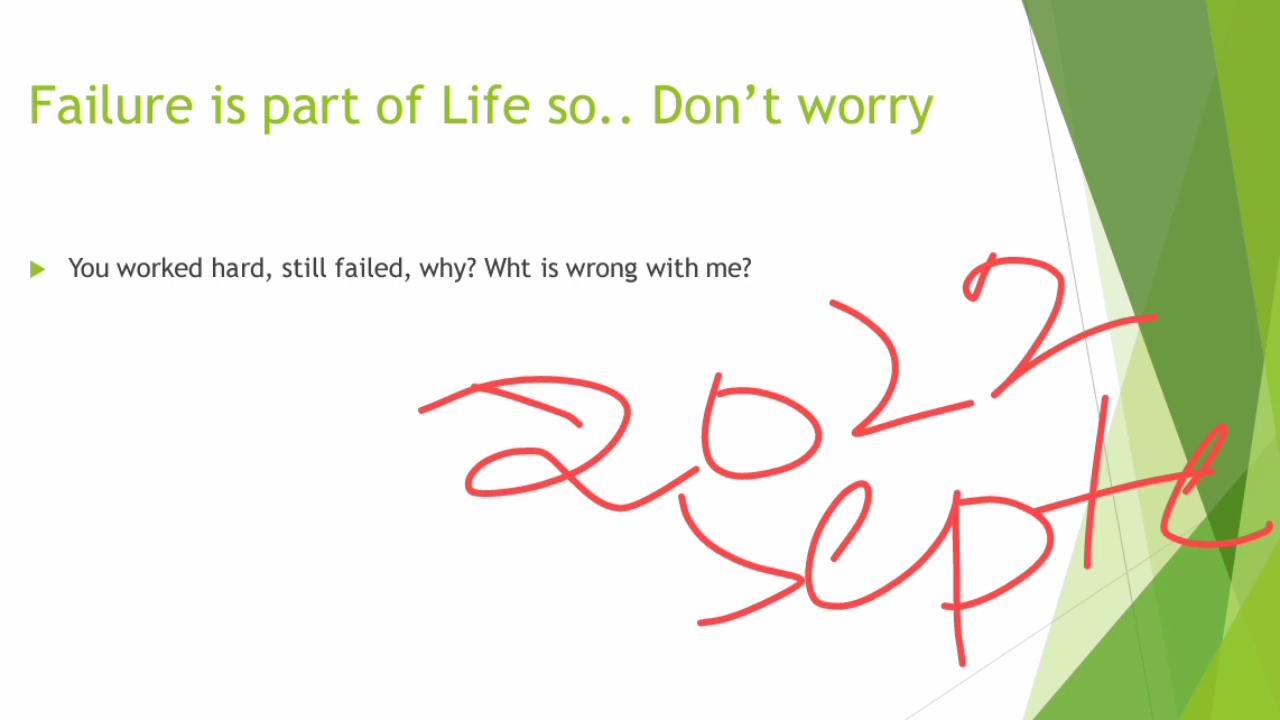 Failure is part of Life so.. Don’t worry
You worked hard, still failed, why? Wht is wrong with me?
2022
Septe